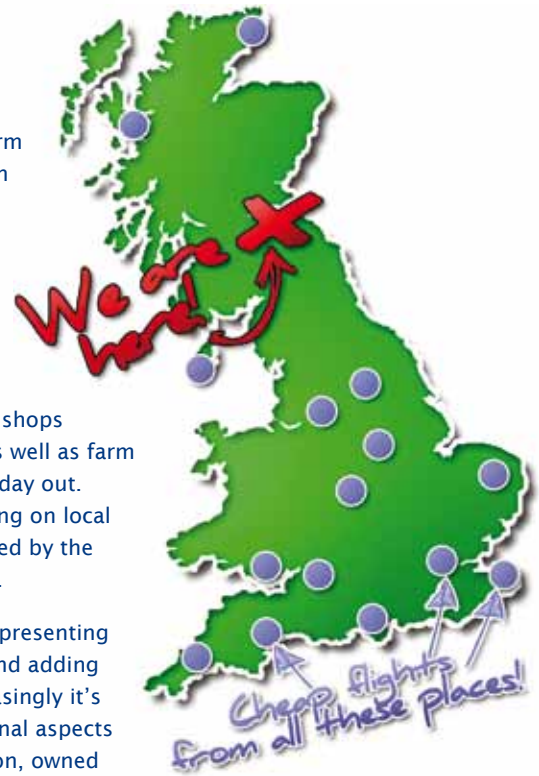 rm
n
We are
here!
shops
s well as farm
day out.
ng on local
ed by the
.
presenting
nd adding
singly it's
nal aspects
on, owned
Cheap flights
from all these places!